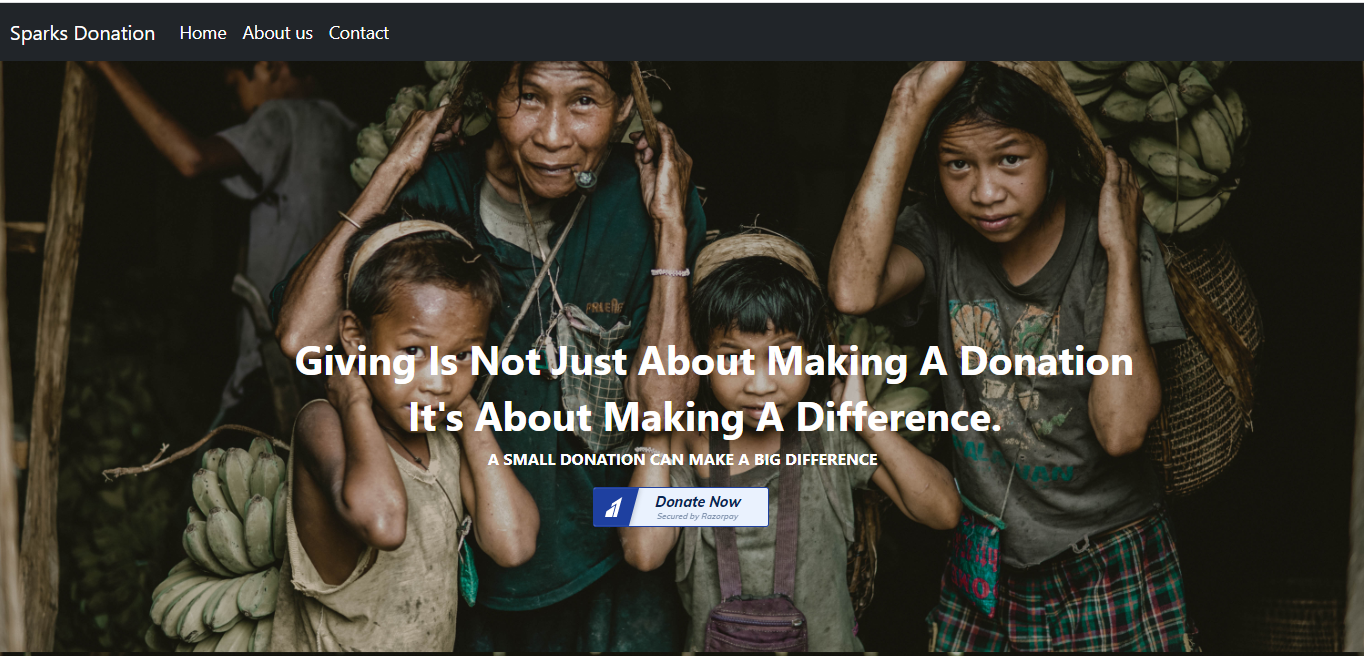 Sparks Donation Home About us Contact
Giving Is Not Just About Making A Donation
It's About Making A Difference.
A SMALL DONATION CAN MAKE A BIG DIFFERENCE
Donate Now
Secured by Razorpay